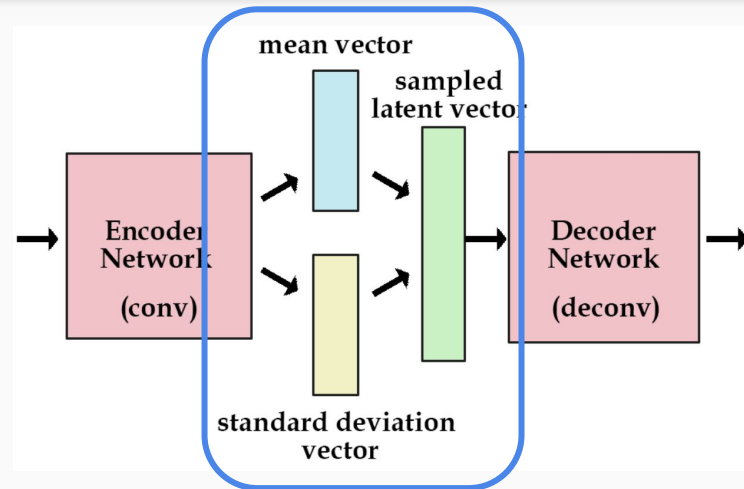 mean vector
sampled
latent vector
Encoder
Network
(conv)
Decoder
Network
(deconv)
standard deviation
vector